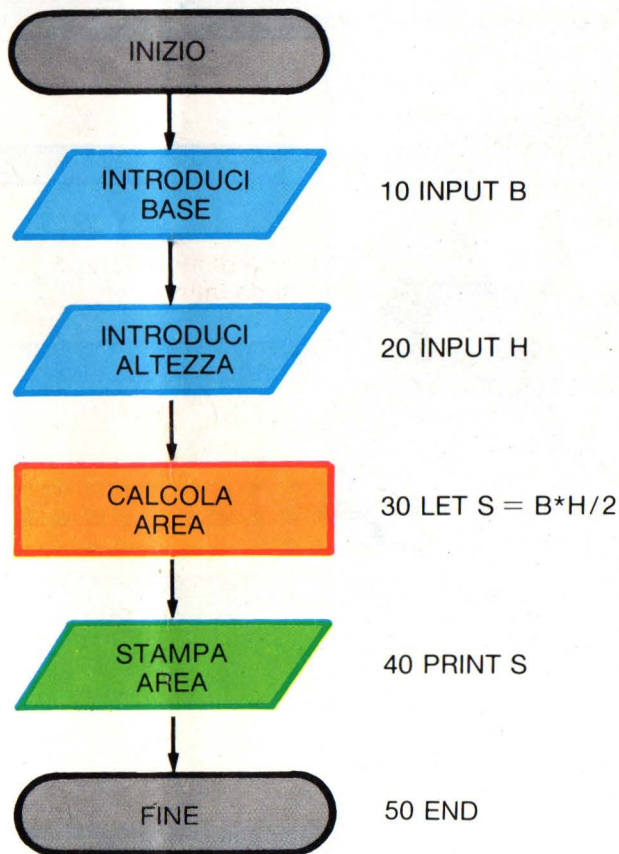 INIZIO
INTRODUCI
BASE
10 INPUT B
INTRODUCI
ALTEZZA
20 INPUT H
CALCOLA
AREA
30 LET S = B*H/2
STAMPA
AREA
40 PRINT S
FINE
50 END